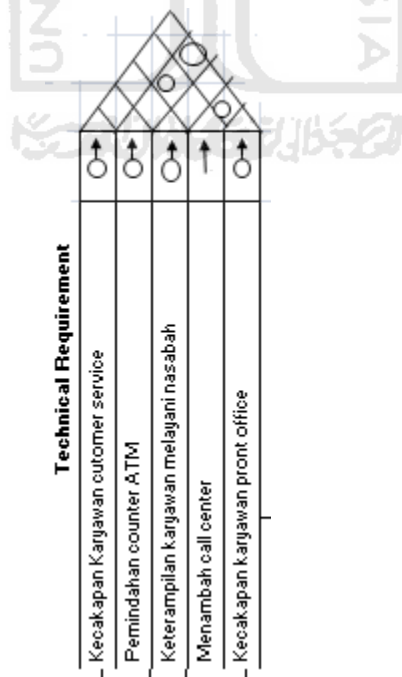 Technical Requirement
Kecakapan Karyawan cutomer service
Pemindahan counter ATM
Keterampilan karyawan melayani nasabah
Menambah call center
Kecakapan karyawan pront office